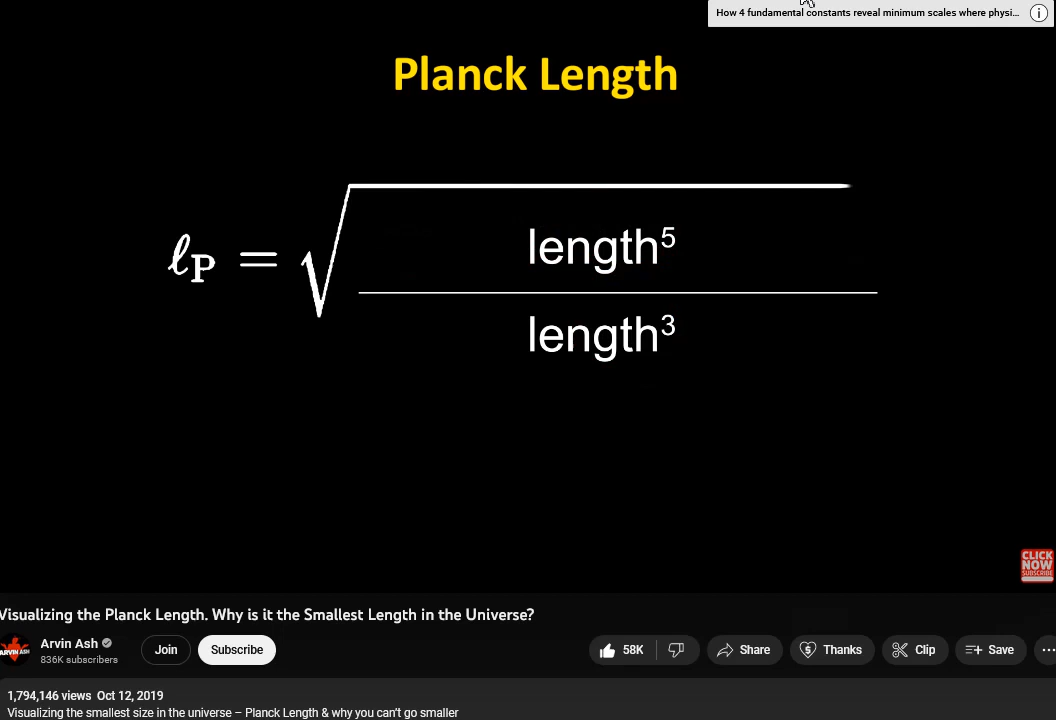 How 4 fundamental constants reveal minimum scales where physi...
Planck Length
ℓP = √
length⁵
length³
CLICK
NOW
SUBSCRIBE
Visualizing the Planck Length. Why is it the Smallest Length in the Universe?
ARVIN ASH
Arvin Ash
836K subscribers
Join
Subscribe
58K
Share
Thanks
Clip
Save
1,794,146 views Oct 12, 2019
Visualizing the smallest size in the universe – Planck Length & why you can't go smaller